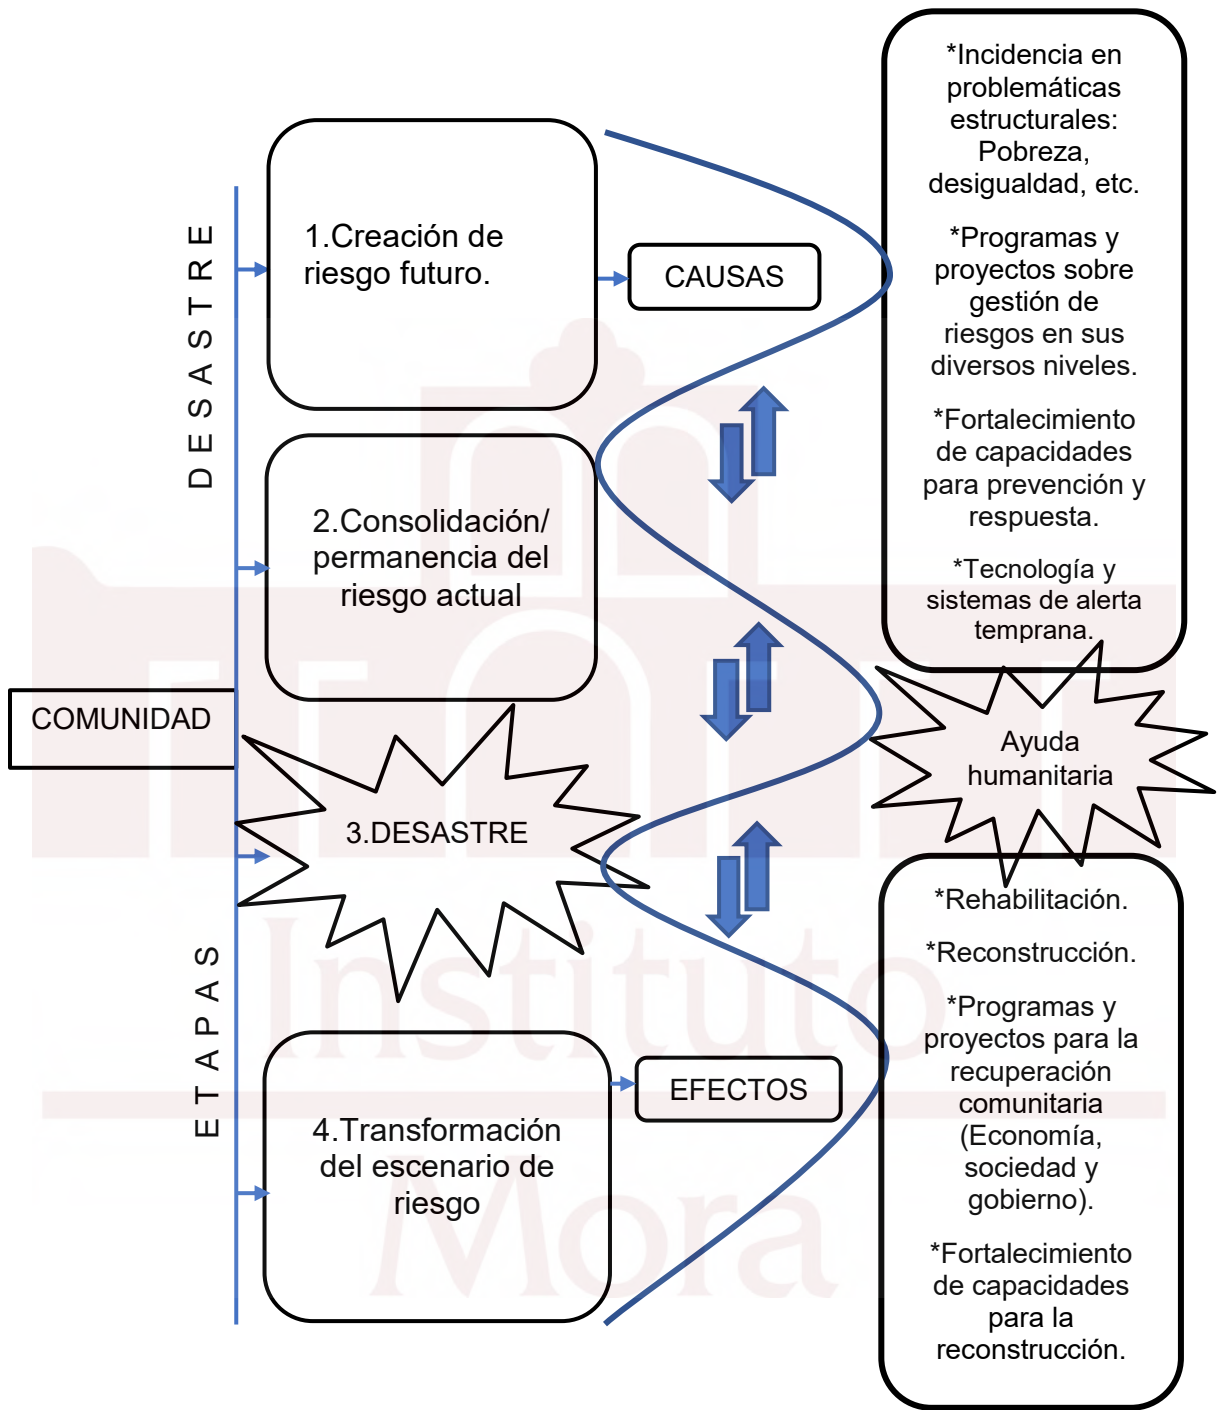 DESASTRE
ETAPAS
COMUNIDAD
1.Creación de
riesgo futuro.
CAUSAS
2.Consolidación/
permanencia del
riesgo actual
3.DESASTRE
4.Transformación
del escenario de
riesgo
EFECTOS
*Incidencia en
problemáticas
estructurales:
Pobreza,
desigualdad, etc.
*Programas y
proyectos sobre
gestión de
riesgos en sus
diversos niveles.
*Fortalecimiento
de capacidades
para prevención y
respuesta.
*Tecnología y
sistemas de alerta
temprana.
Ayuda
humanitaria
*Rehabilitación.
*Reconstrucción.
*Programas y
proyectos para la
recuperación
comunitaria
(Economía,
sociedad y
gobierno).
*Fortalecimiento
de capacidades
para la
reconstrucción.
Instituto
Mora